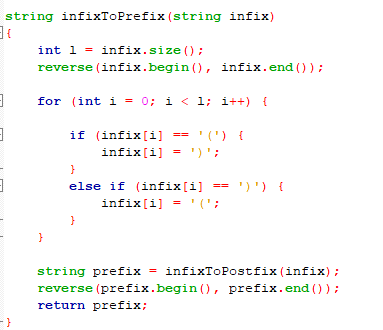 string infixToPrefix(string infix)
{
int l = infix.size();
reverse(infix.begin(), infix.end());
for (int i = 0; i < l; i++) {
if (infix[i] == '(') {
infix[i] = ')';
}
else if (infix[i] == ')') {
infix[i] = '(';
}
}
string prefix = infixToPostfix(infix);
reverse(prefix.begin(), prefix.end());
return prefix;
}